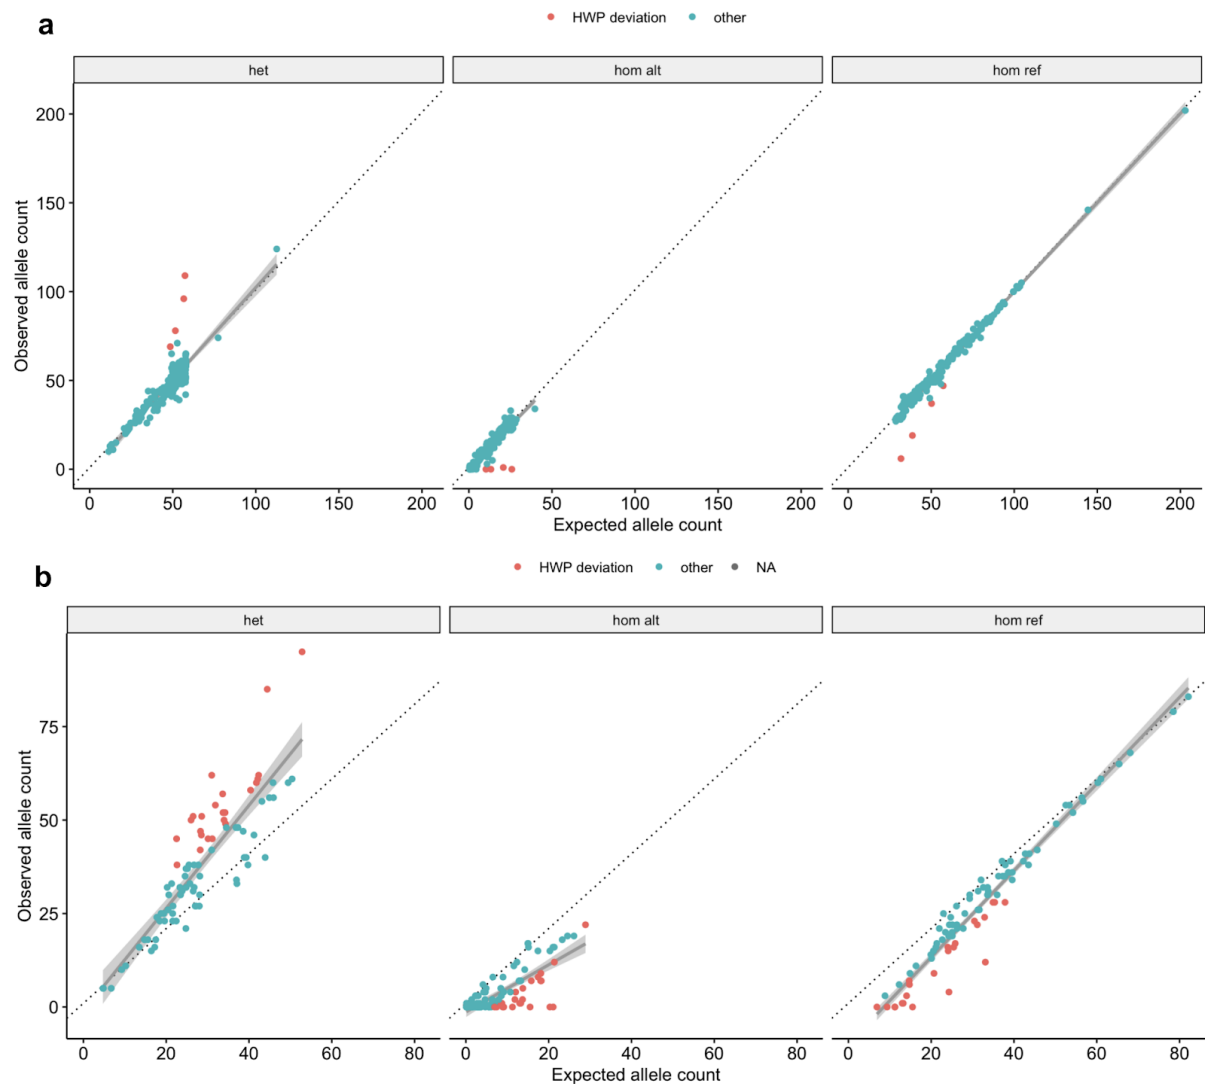 a
HWP deviation other
het hom alt hom ref
200
150
100
50
0
Observed allele count
0 50 100 150 200 0 50 100 150 200 0 50 100 150 200
Expected allele count
b
HWP deviation other NA
het hom alt hom ref
75
50
25
0
Observed allele count
0 20 40 60 80 0 20 40 60 80 0 20 40 60 80
Expected allele count